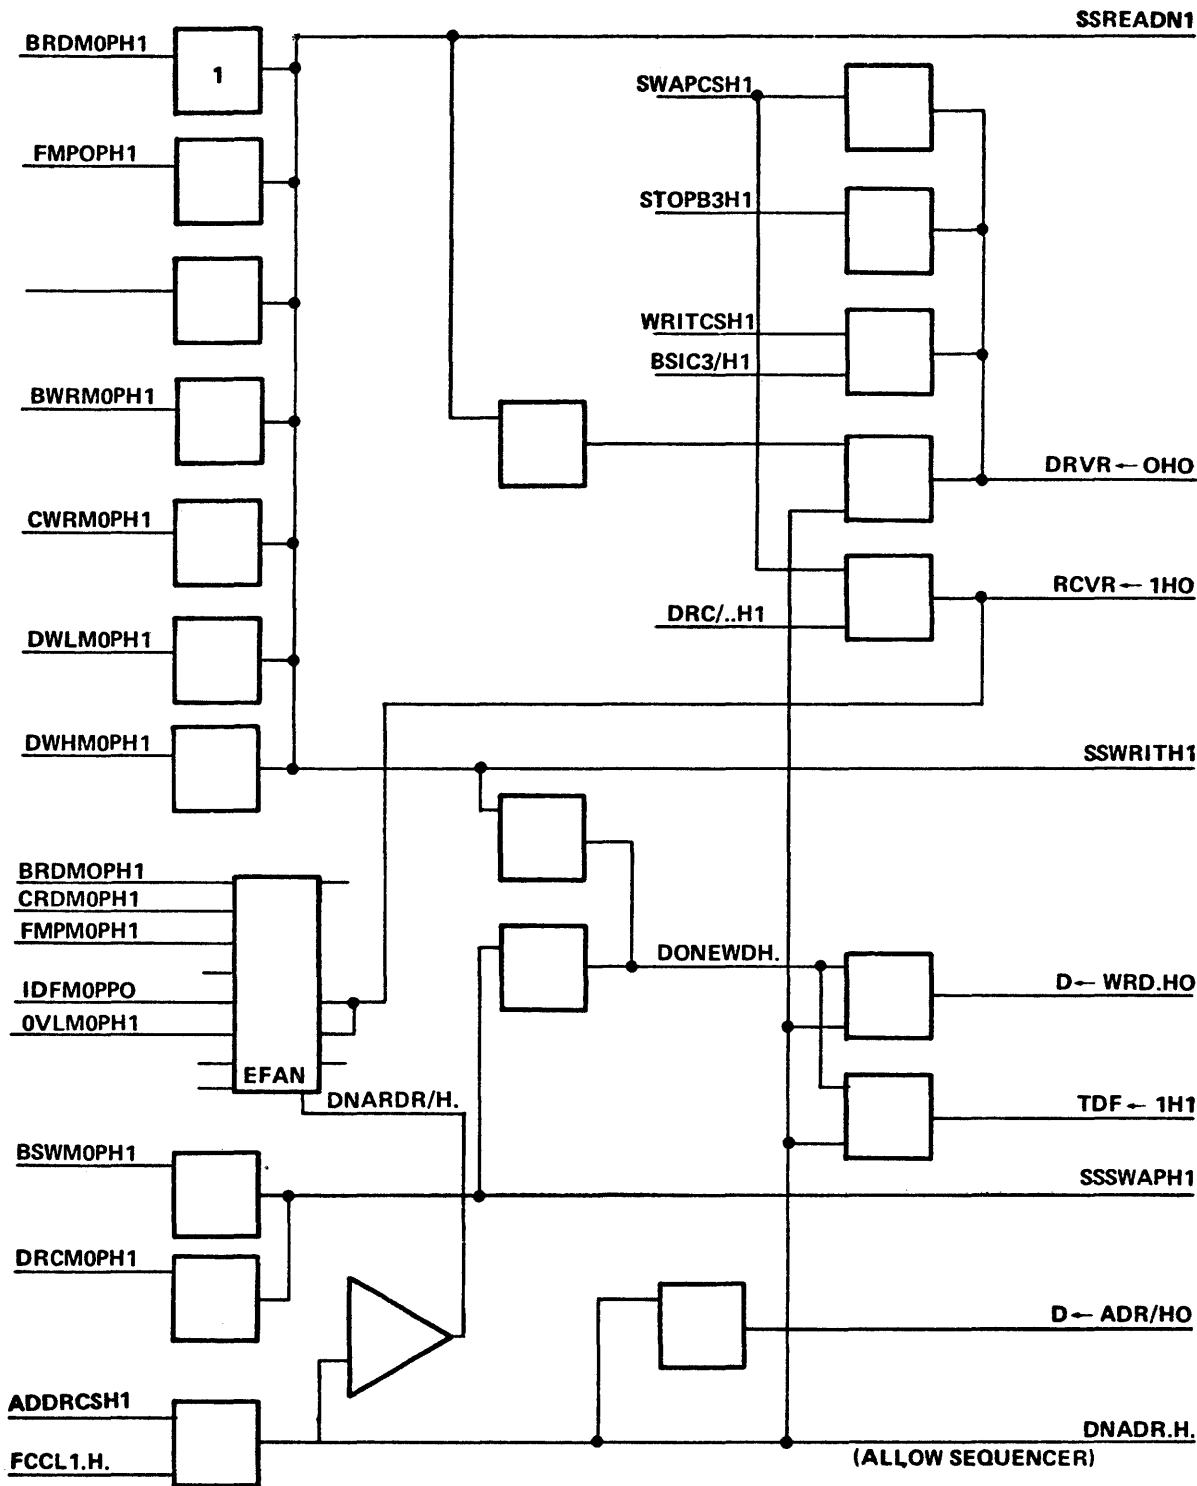 SSREADN1
BRDM0PH1
1
SWAPCSH1
FMPOPH1
STOPB3H1
WRITCSH1
BSIC3/H1
BWRM0PH1
DRVR ← OHO
CWRM0PH1
RCVR ← 1HO
DRC/..H1
DWLM0PH1
DWHM0PH1
SSWRITH1
BRDMOPH1
CRDM0PH1
FMPM0PH1
DONEWDH.
IDFM0PPO
D ← WRD.HO
0VLM0PH1
EFAN
DNARDR/H.
TDF ← 1H1
BSWM0PH1
SSSWAPH1
DRCM0PH1
D ← ADR/HO
ADDRCSH1
DNADR.H.
(ALLOW SEQUENCER)
FCCL1.H.